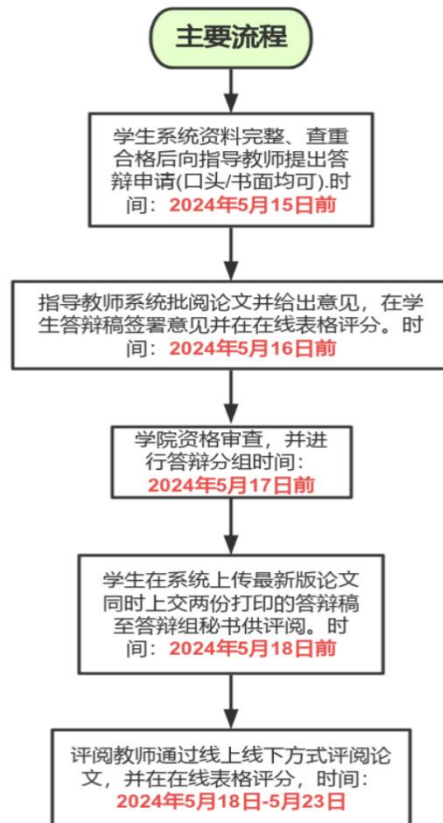 主要流程
学生系统资料完整、查重
合格后向指导教师提出答
辩申请(口头/书面均可).时
间：2024年5月15日前
指导教师系统批阅论文并给出意见，在学
生答辩稿签署意见并在在线表格评分。时
间：2024年5月16日前
学院资格审查，并进
行答辩分组时间：
2024年5月17日前
学生在系统上传最新版论文
同时上交两份打印的答辩稿
至答辩组秘书供评阅。时
间：2024年5月18日前
评阅教师通过线上线下方式评阅论
文，并在在线表格评分，时间：
2024年5月18日-5月23日